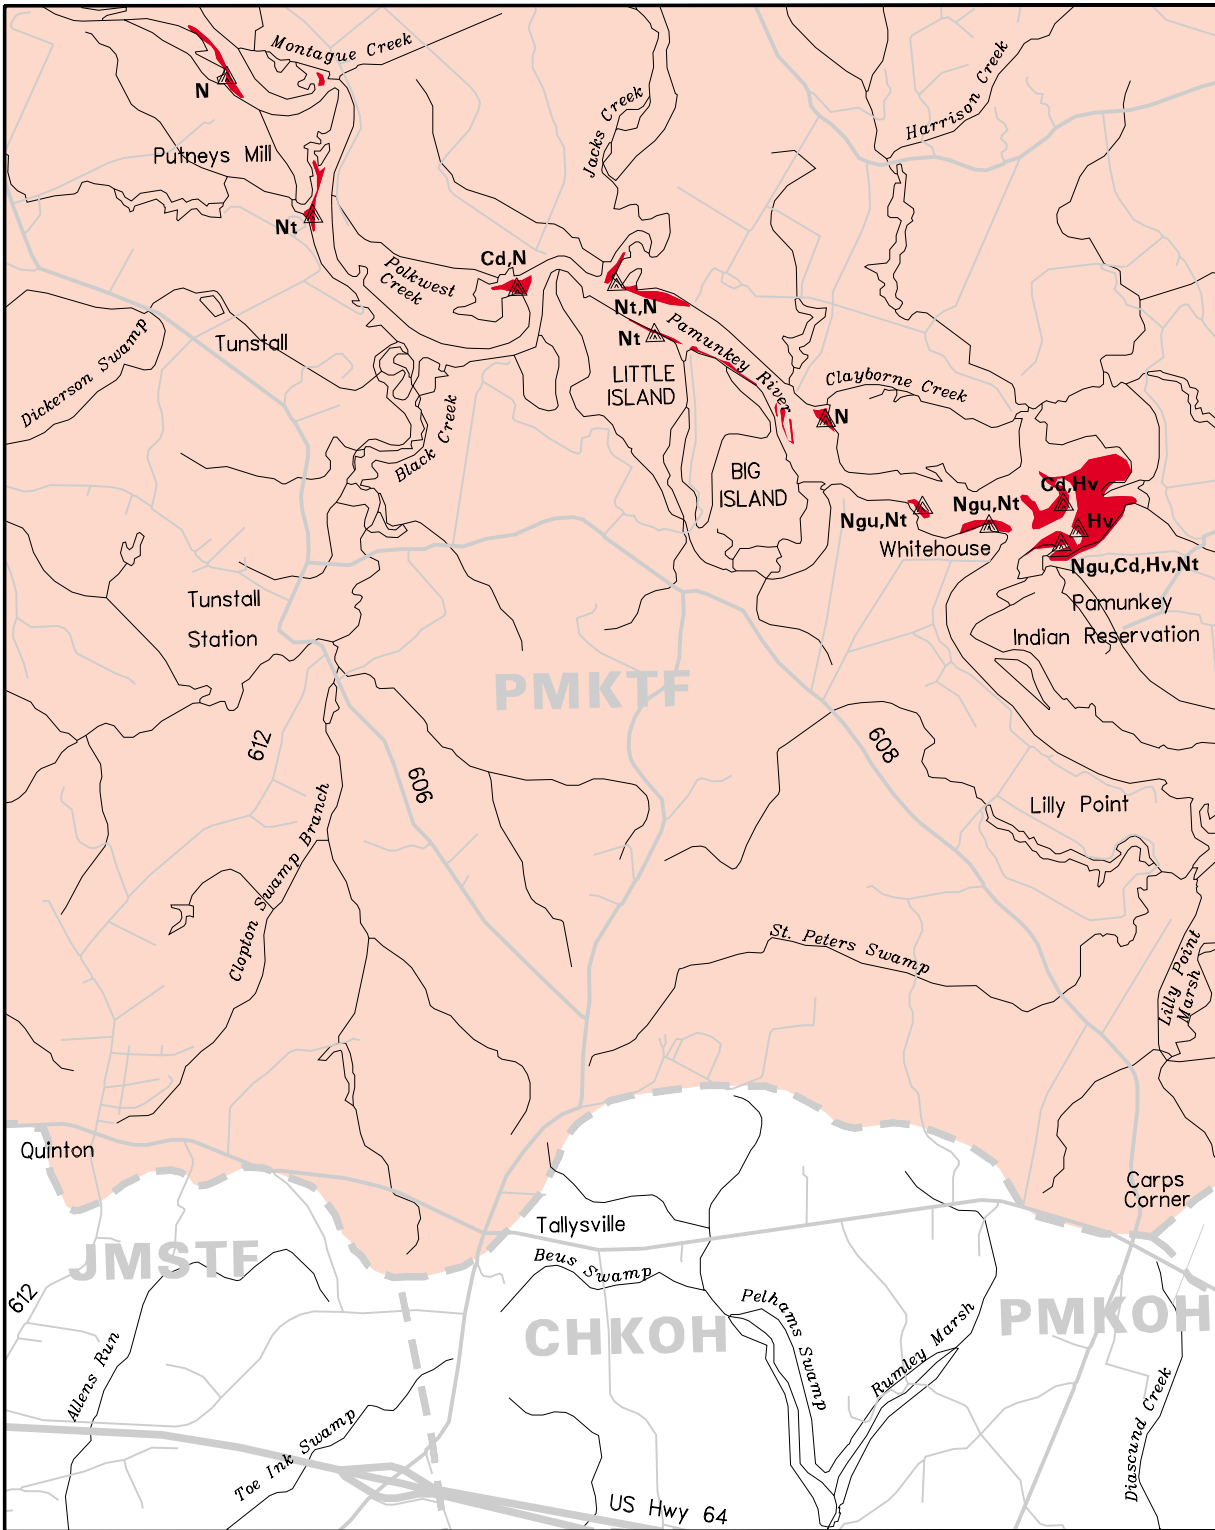 Montague Creek
N
Jacks Creek
Harrison Creek
Putneys Mill
Nt
Cd,N
Polkwest
Creek
Nt,N
Nt
Pamunkey River
Dickerson Swamp
Tunstall
LITTLE
ISLAND
Clayborne Creek
N
Black Creek
BIG
ISLAND
Cd,Hv
Ngu,Nt
Ngu,Nt
Hv
Whitehouse
Ngu,Cd,Hv,Nt
Tunstall
Station
Pamunkey
Indian Reservation
PMKTF
612
606
608
Lilly Point
Clopton Swamp Branch
St. Peters Swamp
Lilly Point
Marsh
Quinton
Carps
Corner
Tallysville
JMSTF
Beus Swamp
612
Pelhams Swamp
CHKOH
Rumley Marsh
PMKOH
Allens Run
Toe Ink Swamp
Diascund Creek
US Hwy 64